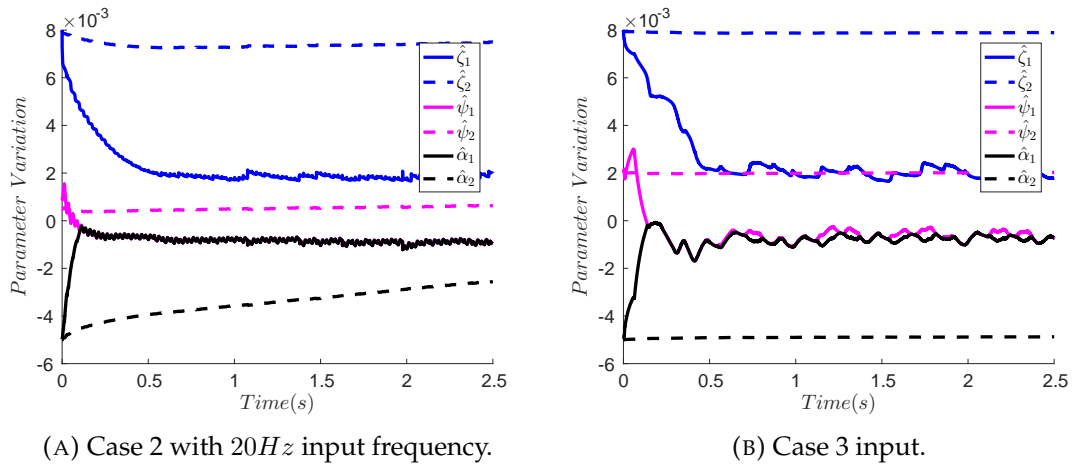 ×10⁻³
8
6
4
2
0
-2
-4
-6
Parameter Variation
0 0.5 1 1.5 2 2.5
Time(s)
ζ̂₁
ζ̂₂
ψ̂₁
ψ̂₂
α̂₁
α̂₂
(A) Case 2 with 20Hz input frequency.
×10⁻³
8
6
4
2
0
-2
-4
-6
Parameter Variation
0 0.5 1 1.5 2 2.5
Time(s)
ζ̂₁
ζ̂₂
ψ̂₁
ψ̂₂
α̂₁
α̂₂
(B) Case 3 input.